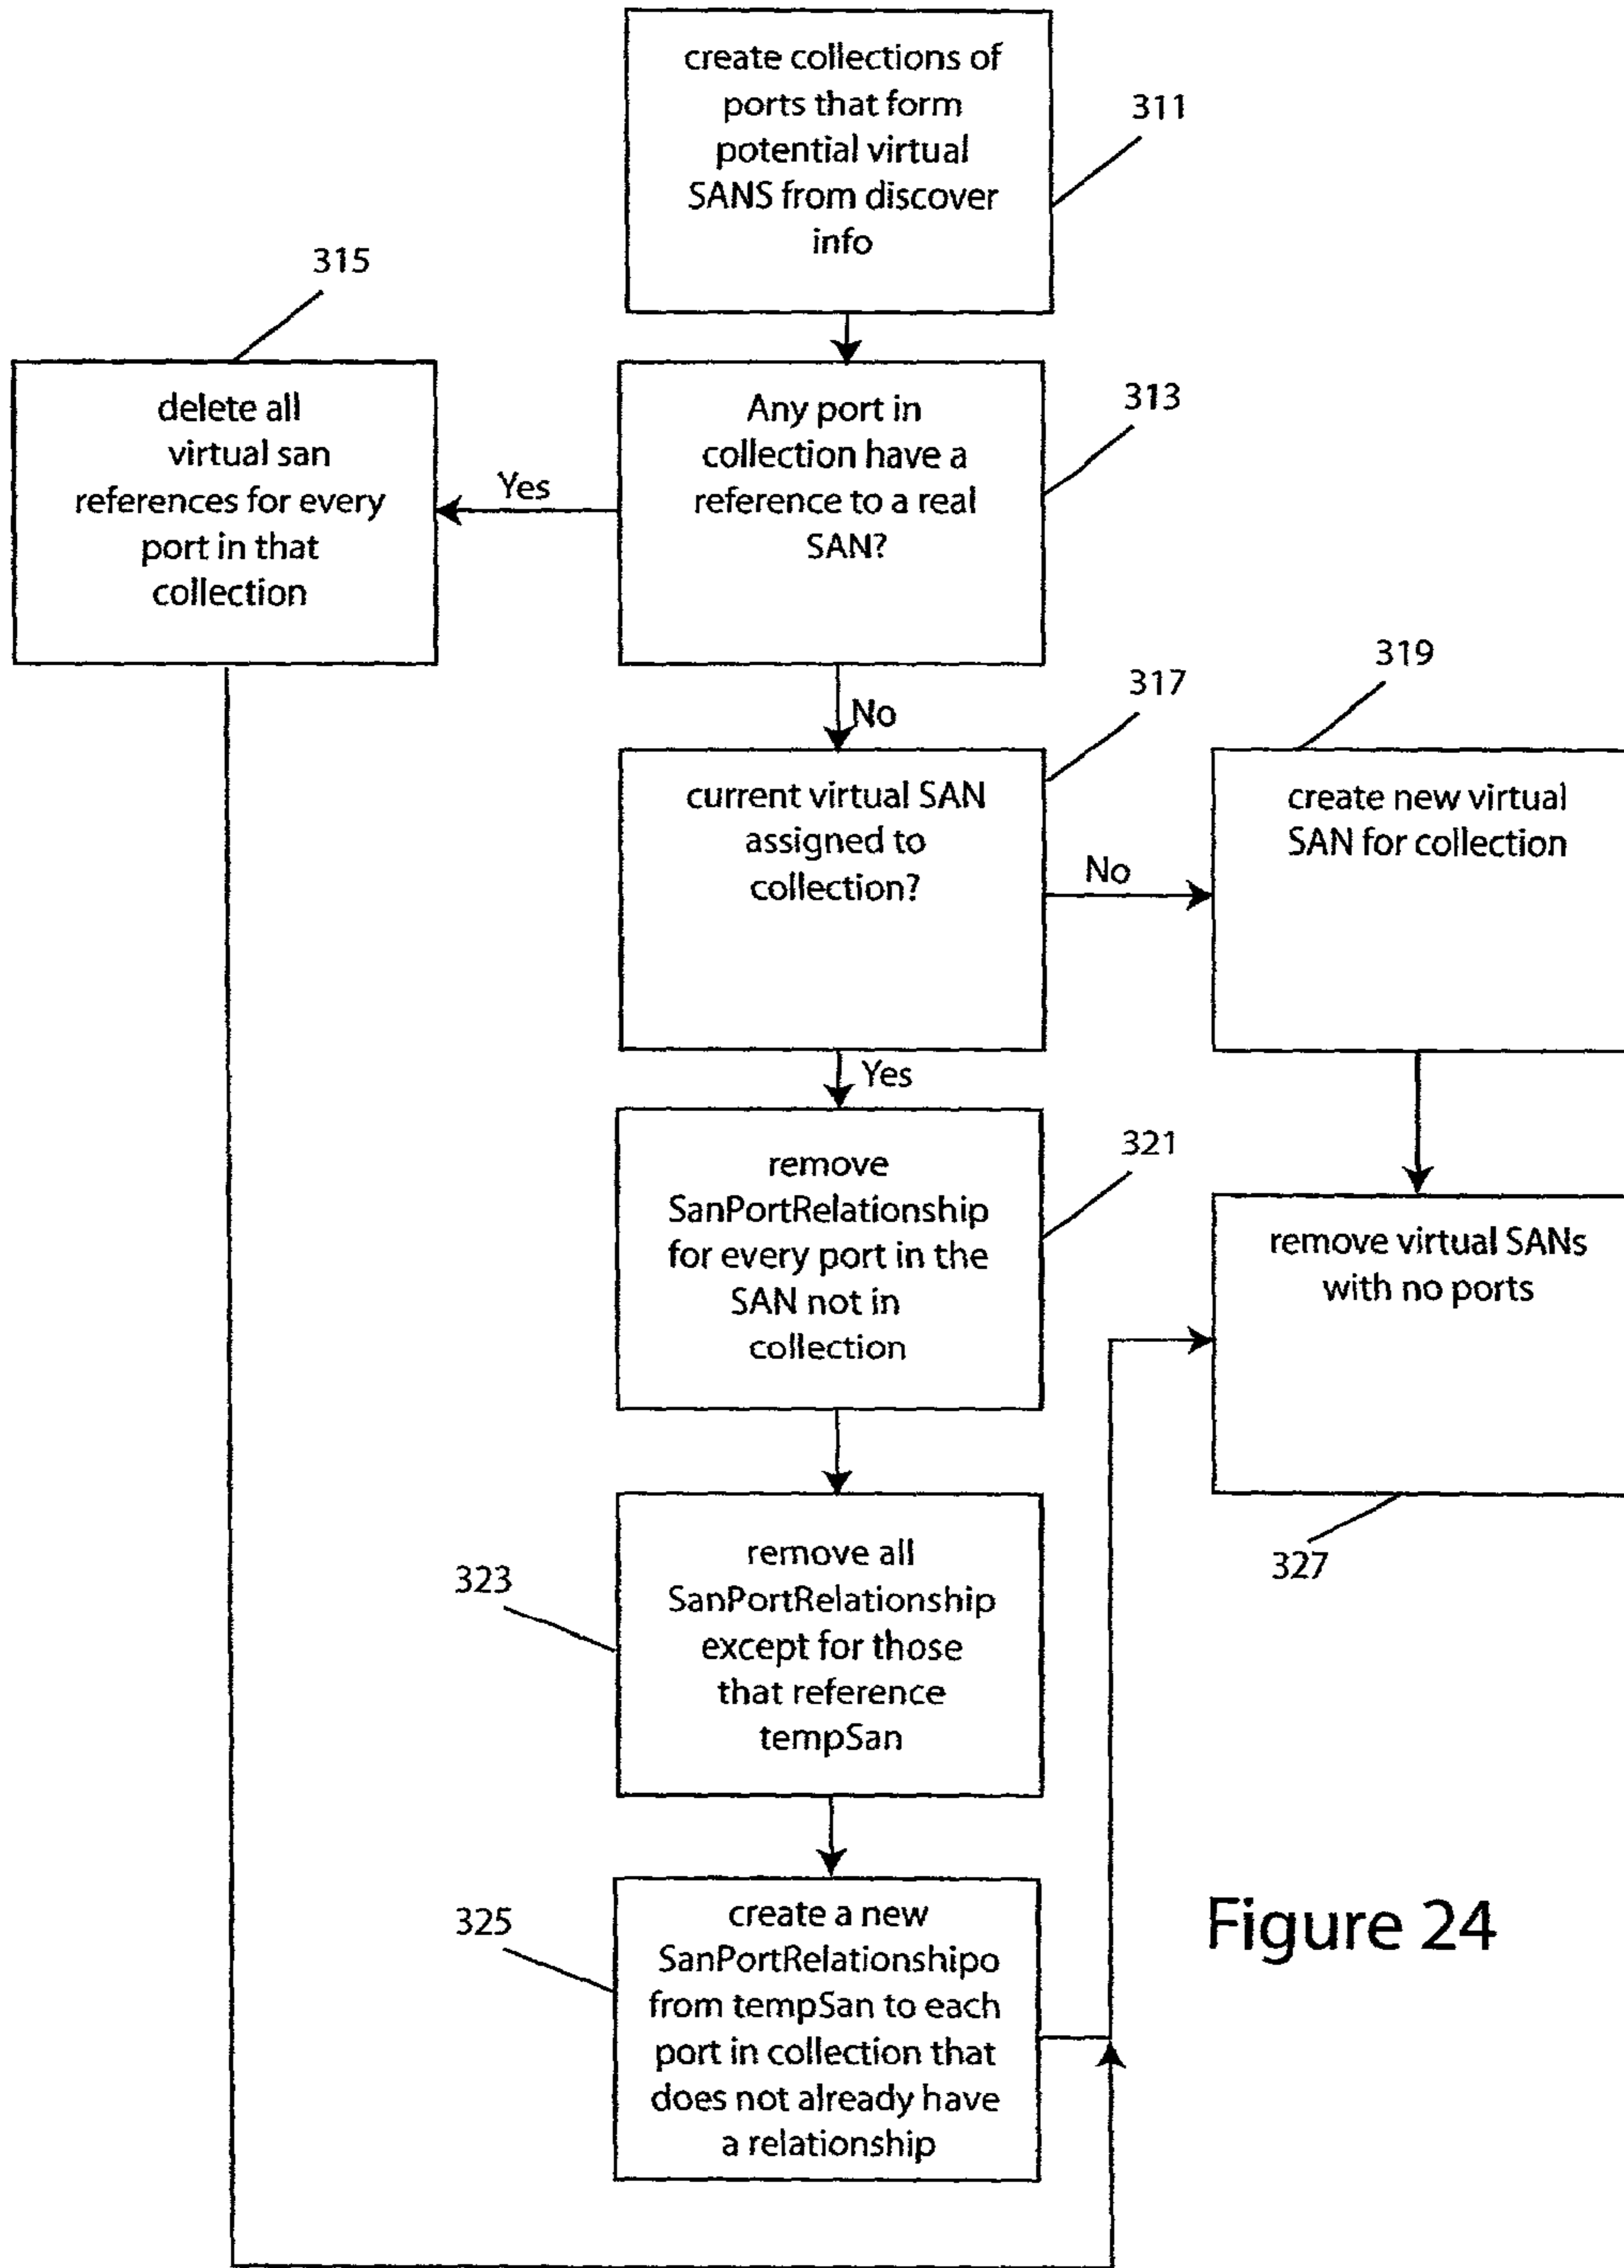 create collections of
ports that form
potential virtual
SANS from discover
info
311
315
delete all
virtual san
references for every
port in that
collection
Yes
Any port in
collection have a
reference to a real
SAN?
313
No
317
current virtual SAN
assigned to
collection?
No
319
create new virtual
SAN for collection
Yes
remove
SanPortRelationship
for every port in the
SAN not in
collection
321
remove virtual SANs
with no ports
327
323
remove all
SanPortRelationship
except for those
that reference
tempSan
325
create a new
SanPortRelationshipo
from tempSan to each
port in collection that
does not already have
a relationship
Figure 24